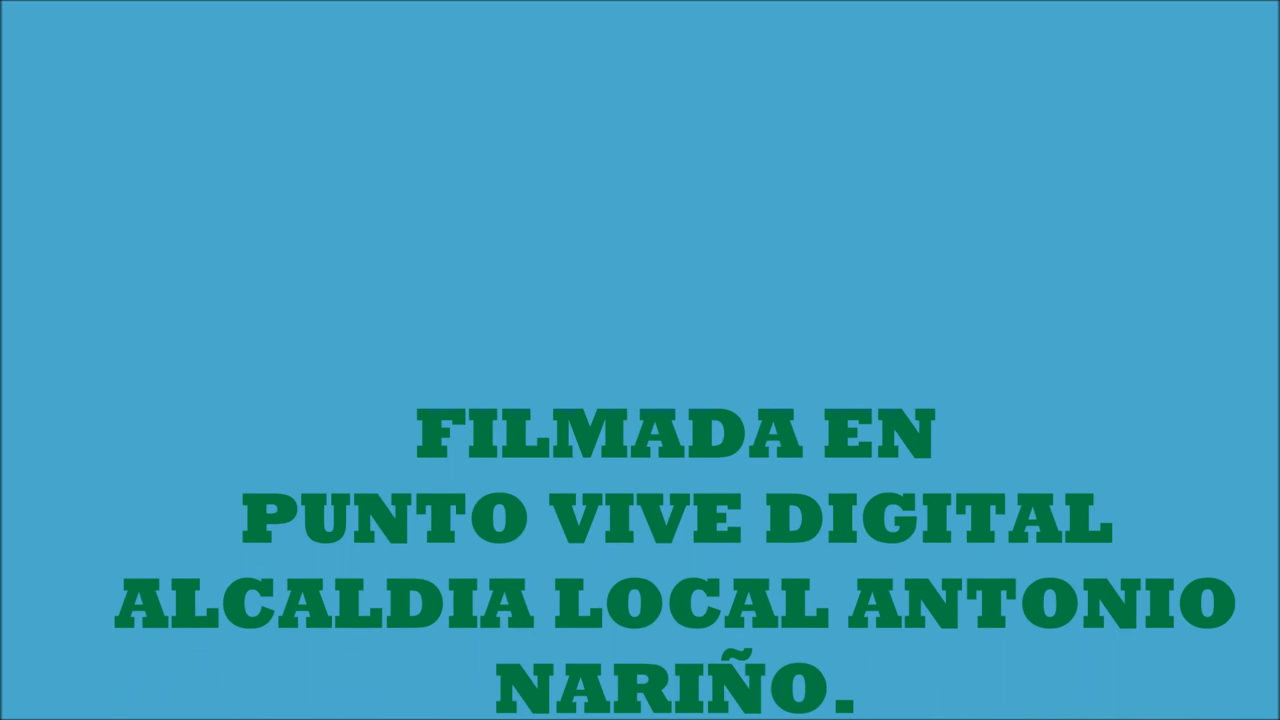 FILMADA EN
PUNTO VIVE DIGITAL
ALCALDIA LOCAL ANTONIO
NARIÑO.